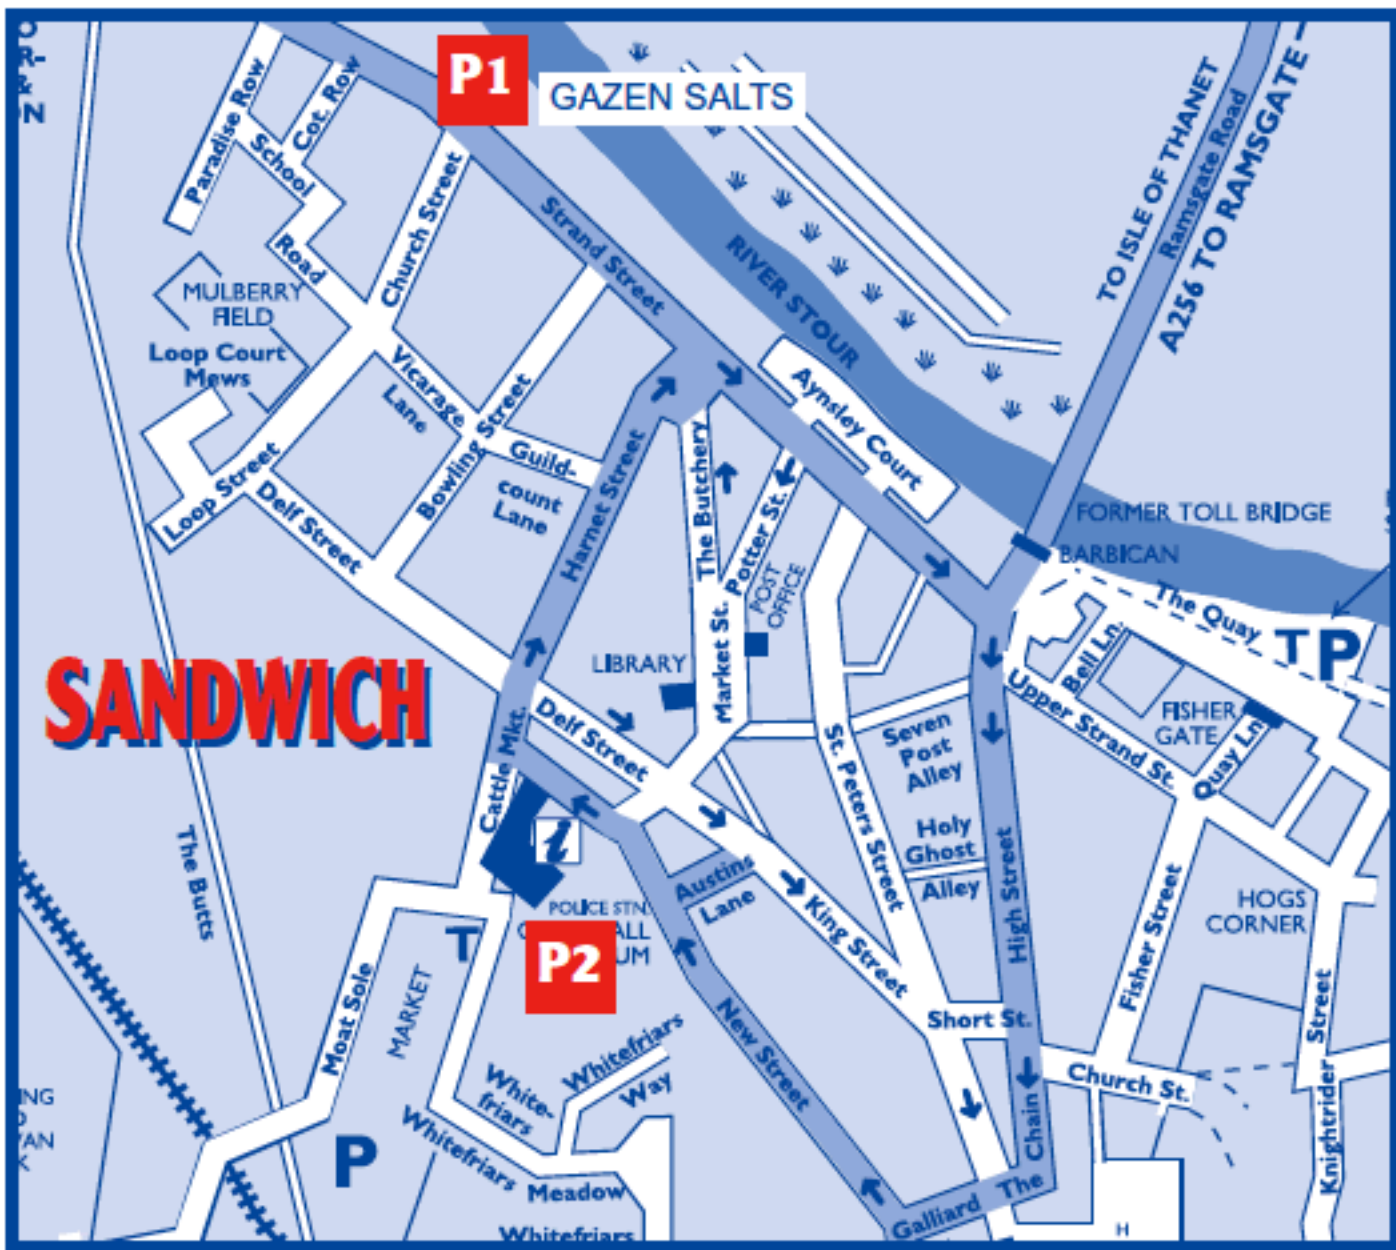 P1
GAZEN SALTS
Paradise Row
Cot. Row
School
Road
Church Street
Strand Street
RIVER STOUR
TO ISLE OF THANET
Ramsgate Road
A256 TO RAMSGATE
MULBERRY
FIELD
Loop Court
Mews
Vicarage
Lane
Bowling Street
Guild-
count
Lane
Harnet Street
Aynsley Court
Loop Street
Delf Street
The Butchery
Potter St.
POST
OFFICE
FORMER TOLL BRIDGE
BARBICAN
The Quay
T P
Bell Ln.
LIBRARY
Market St.
SANDWICH
Cattle Mkt.
Delf Street
Seven
Post
Alley
Upper Strand St.
FISHER
GATE
Quay Ln.
St. Peters Street
Holy
Ghost
Alley
High Street
The Butts
i
Austins
Lane
King Street
Fisher Street
HOGS
CORNER
POLICE STN.
P2
T
MARKET
Moat Sole
New Street
Short St.
Church St.
Knightrider Street
White-
friars
Whitefriars
Way
Whitefriars
Meadow
Whitefriars
P
Galliard
The
Chain
H